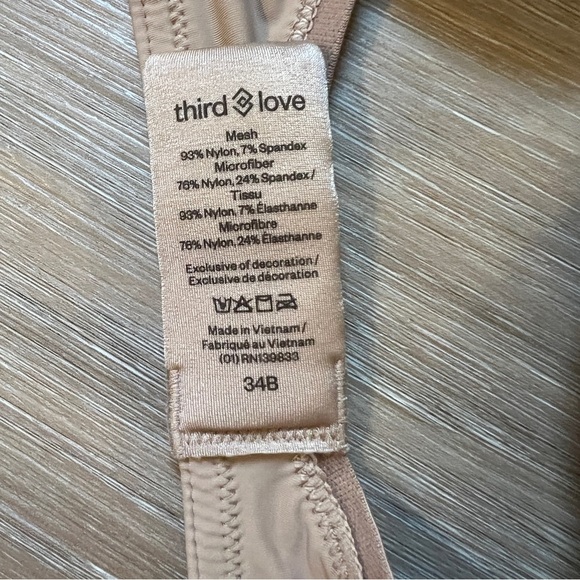 third love
Mesh
93% Nylon, 7% Spandex
Microfiber
76% Nylon, 24% Spandex /
Tissu
93% Nylon, 7% Élasthanne
Microfibre
76% Nylon, 24% Élasthanne
Exclusive of decoration /
Exclusive de décoration
Made in Vietnam /
Fabriqué au Vietnam
(01) RN139833
34B